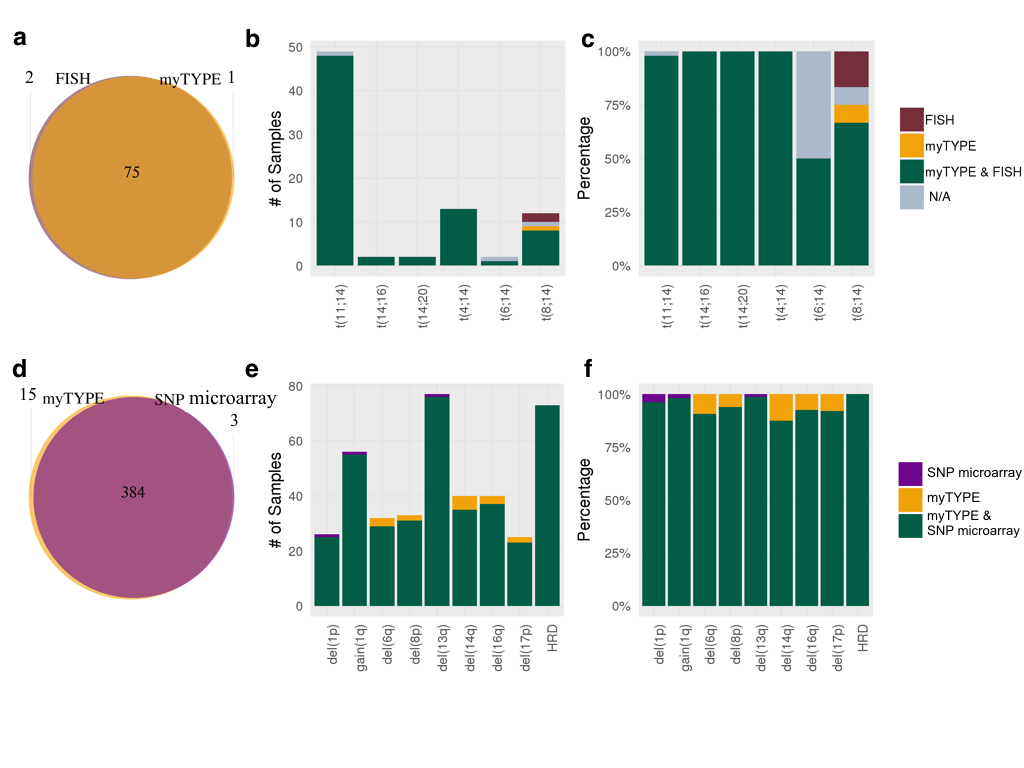 a
2 FISH myTYPE 1
75
b
# of Samples
50
40
30
20
10
0
t(11;14)
t(14;16)
t(14;20)
t(4;14)
t(6;14)
t(8;14)
c
Percentage
100%
75%
50%
25%
0%
t(11;14)
t(14;16)
t(14;20)
t(4;14)
t(6;14)
t(8;14)
FISH
myTYPE
myTYPE & FISH
N/A
d
15 myTYPE SNP microarray
3
384
e
# of Samples
80
60
40
20
0
del(1p)
gain(1q)
del(6q)
del(8p)
del(13q)
del(14q)
del(16q)
del(17p)
HRD
f
Percentage
100%
75%
50%
25%
0%
del(1p)
gain(1q)
del(6q)
del(8p)
del(13q)
del(14q)
del(16q)
del(17p)
HRD
SNP microarray
myTYPE
myTYPE &
SNP microarray